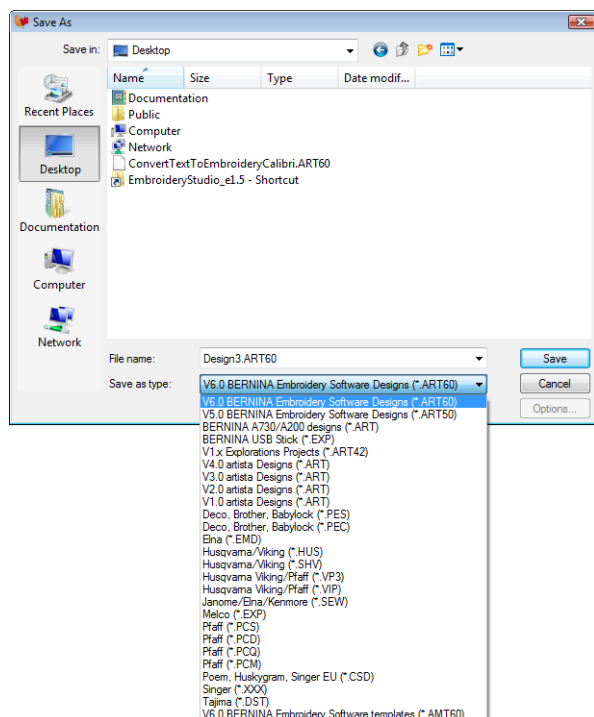 Save As
Save in: Desktop
Name Size Type Date modif...
Recent Places
Desktop
Documentation
Computer
Network
Documentation
Public
Computer
Network
ConvertTextToEmbroideryCalibri.ART60
EmbroideryStudio_e1.5 - Shortcut
File name: Design3.ART60 Save
Save as type: V6.0 BERNINA Embroidery Software Designs (*.ART60) Cancel
Options...
V6.0 BERNINA Embroidery Software Designs (*.ART60)
V5.0 BERNINA Embroidery Software Designs (*.ART50)
BERNINA A730/A200 designs (*.ART)
BERNINA USB Stick (*.EXP)
V1.x Explorations Projects (*.ART42)
V4.0 artista Designs (*.ART)
V3.0 artista Designs (*.ART)
V2.0 artista Designs (*.ART)
V1.0 artista Designs (*.ART)
Deco, Brother, Babylock (*.PES)
Deco, Brother, Babylock (*.PEC)
Elna (*.EMD)
Husqvarna/Viking (*.HUS)
Husqvarna/Viking (*.SHV)
Husqvarna Viking/Pfaff (*.VP3)
Husqvarna Viking/Pfaff (*.VIP)
Janome/Elna/Kenmore (*.SEW)
Melco (*.EXP)
Pfaff (*.PCS)
Pfaff (*.PCD)
Pfaff (*.PCQ)
Pfaff (*.PCM)
Poem, Huskygram, Singer EU (*.CSD)
Singer (*.XXX)
Tajima (*.DST)
V6.0 BERNINA Embroidery Software templates (*.AMT60)